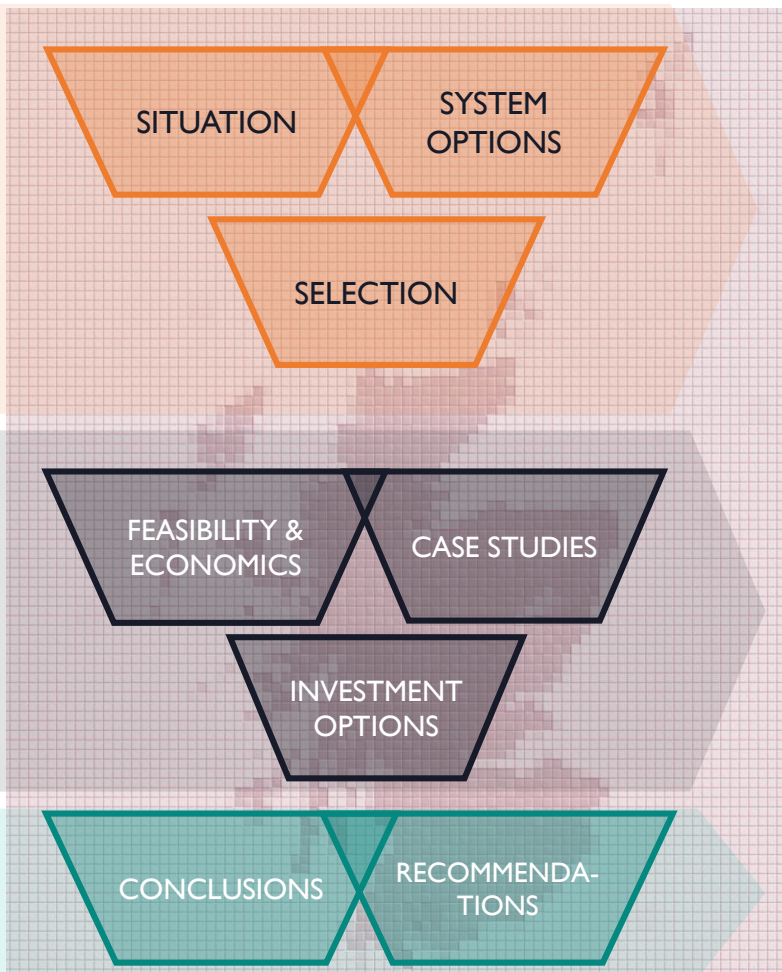 SITUATION
SYSTEM
OPTIONS
SELECTION
FEASIBILITY &
ECONOMICS
CASE STUDIES
INVESTMENT
OPTIONS
CONCLUSIONS
RECOMMENDA-
TIONS